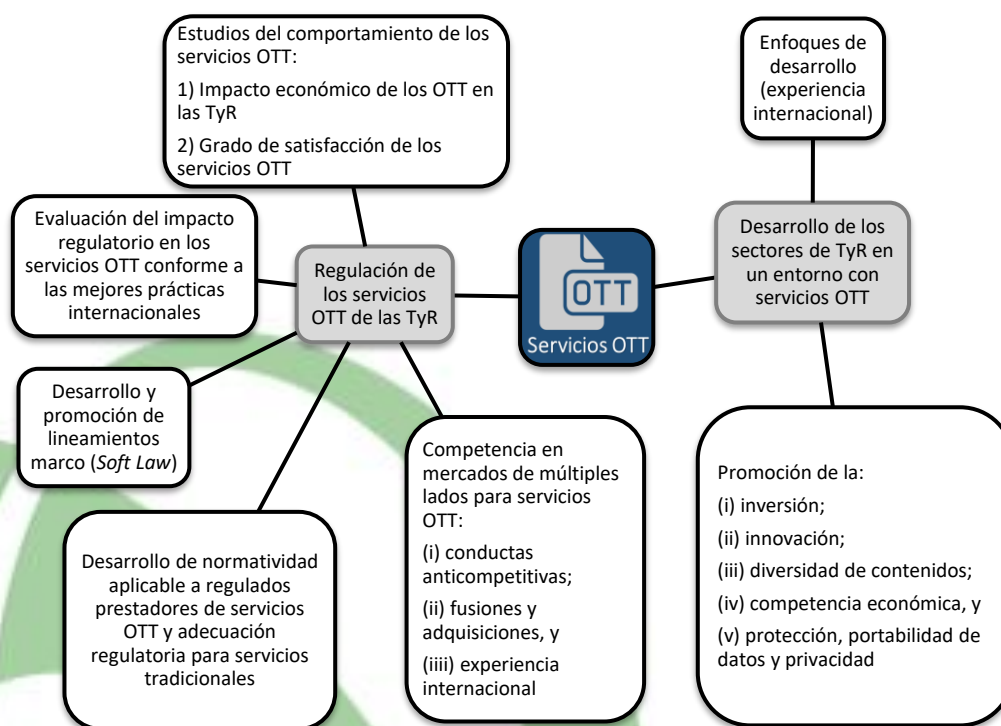 Estudios del comportamiento de los
servicios OTT:
1) Impacto económico de los OTT en
las TyR
2) Grado de satisfacción de los
servicios OTT
Enfoques de
desarrollo
(experiencia
internacional)
Evaluación del impacto
regulatorio en los
servicios OTT conforme a
las mejores prácticas
internacionales
Regulación de
los servicios
OTT de las TyR
OTT
Servicios OTT
Desarrollo de los
sectores de TyR en
un entorno con
servicios OTT
Desarrollo y
promoción de
lineamientos
marco (Soft Law)
Desarrollo de normatividad
aplicable a regulados
prestadores de servicios
OTT y adecuación
regulatoria para servicios
tradicionales
Competencia en
mercados de múltiples
lados para servicios
OTT:
(i) conductas
anticompetitivas;
(ii) fusiones y
adquisiciones, y
(iiii) experiencia
internacional
Promoción de la:
(i) inversión;
(ii) innovación;
(iii) diversidad de contenidos;
(iv) competencia económica, y
(v) protección, portabilidad de
datos y privacidad